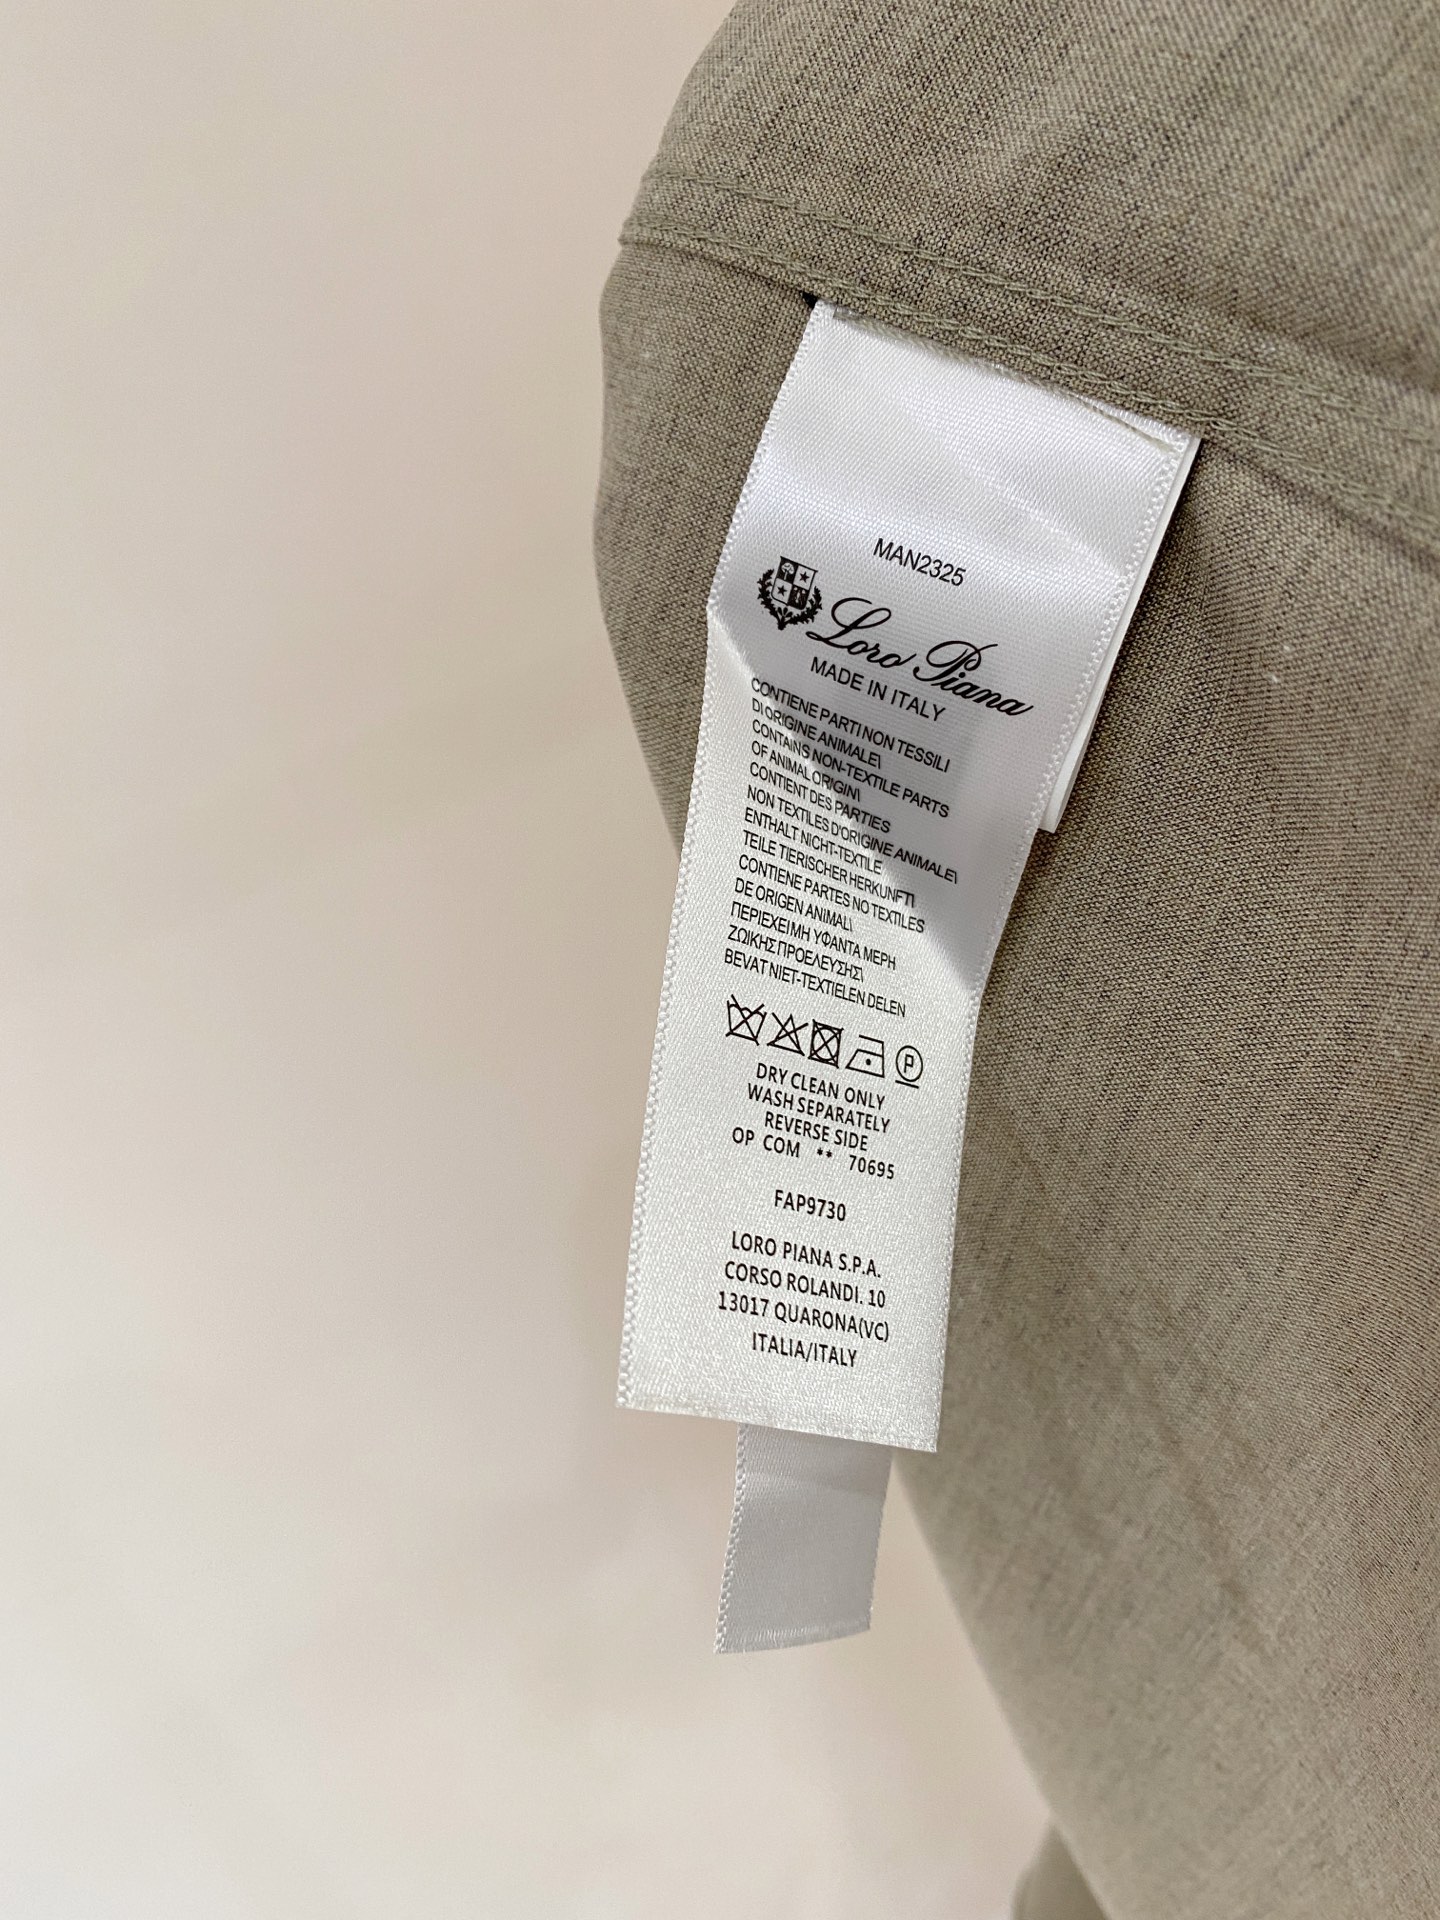 MAN2325
Loro Piana
MADE IN ITALY
CONTIENE PARTI NON TESSILI
DI ORIGINE ANIMALE\
CONTAINS NON-TEXTILE PARTS
OF ANIMAL ORIGIN\
CONTIENT DES PARTIES
NON TEXTILES D'ORIGINE ANIMALE\
ENTHALT NICHT-TEXTILE
TEILE TIERISCHER HERKUNFT\
CONTIENE PARTES NO TEXTILES
DE ORIGEN ANIMAL\
ΠΕΡΙΕΧΕΙ ΜΗ ΥΦΑΝΤΑ ΜΕΡΗ
ΖΩΙΚΗΣ ΠΡΟΕΛΕΥΣΗΣ\
BEVAT NIET-TEXTIELEN DELEN
P
DRY CLEAN ONLY
WASH SEPARATELY
REVERSE SIDE
OP COM ** 70695
FAP9730
LORO PIANA S.P.A.
CORSO ROLANDI. 10
13017 QUARONA(VC)
ITALIA/ITALY